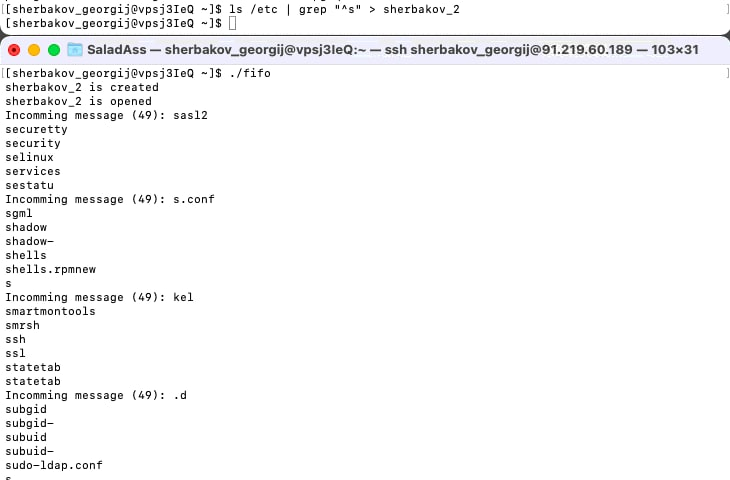 [[sherbakov_georgij@vpsj3IeQ ~]$ ls /etc | grep "^s" > sherbakov_2 ]
[sherbakov_georgij@vpsj3IeQ ~]$
SaladAss — sherbakov_georgij@vpsj3IeQ:~ — ssh sherbakov_georgij@91.219.60.189 — 103×31
[[sherbakov_georgij@vpsj3IeQ ~]$ ./fifo ]
sherbakov_2 is created
sherbakov_2 is opened
Incomming message (49): sasl2
securetty
security
selinux
services
sestatu
Incomming message (49): s.conf
sgml
shadow
shadow-
shells
shells.rpmnew
s
Incomming message (49): kel
smartmontools
smrsh
ssh
ssl
statetab
statetab
Incomming message (49): .d
subgid
subgid-
subuid
subuid-
sudo-ldap.conf
s